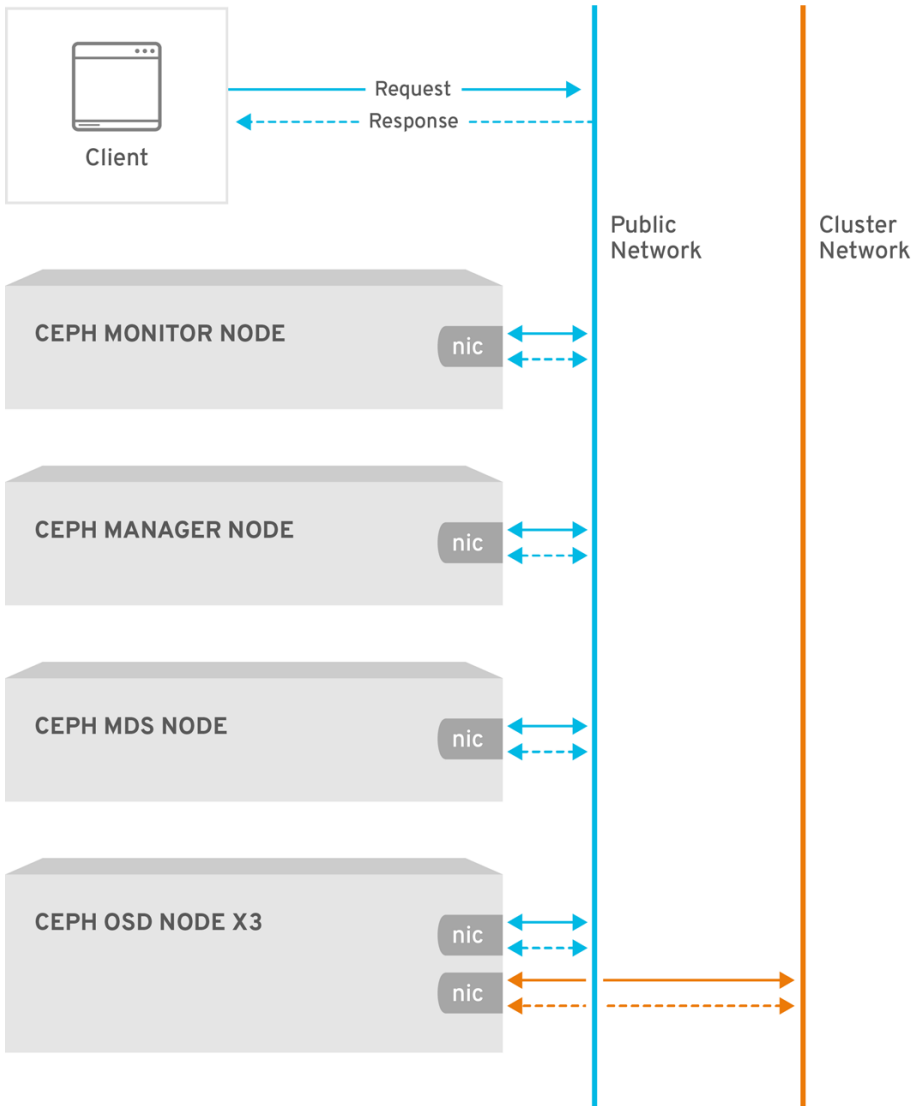 Request
Response
Client
Public
Network
Cluster
Network
CEPH MONITOR NODE
nic
CEPH MANAGER NODE
nic
CEPH MDS NODE
nic
CEPH OSD NODE X3
nic
nic